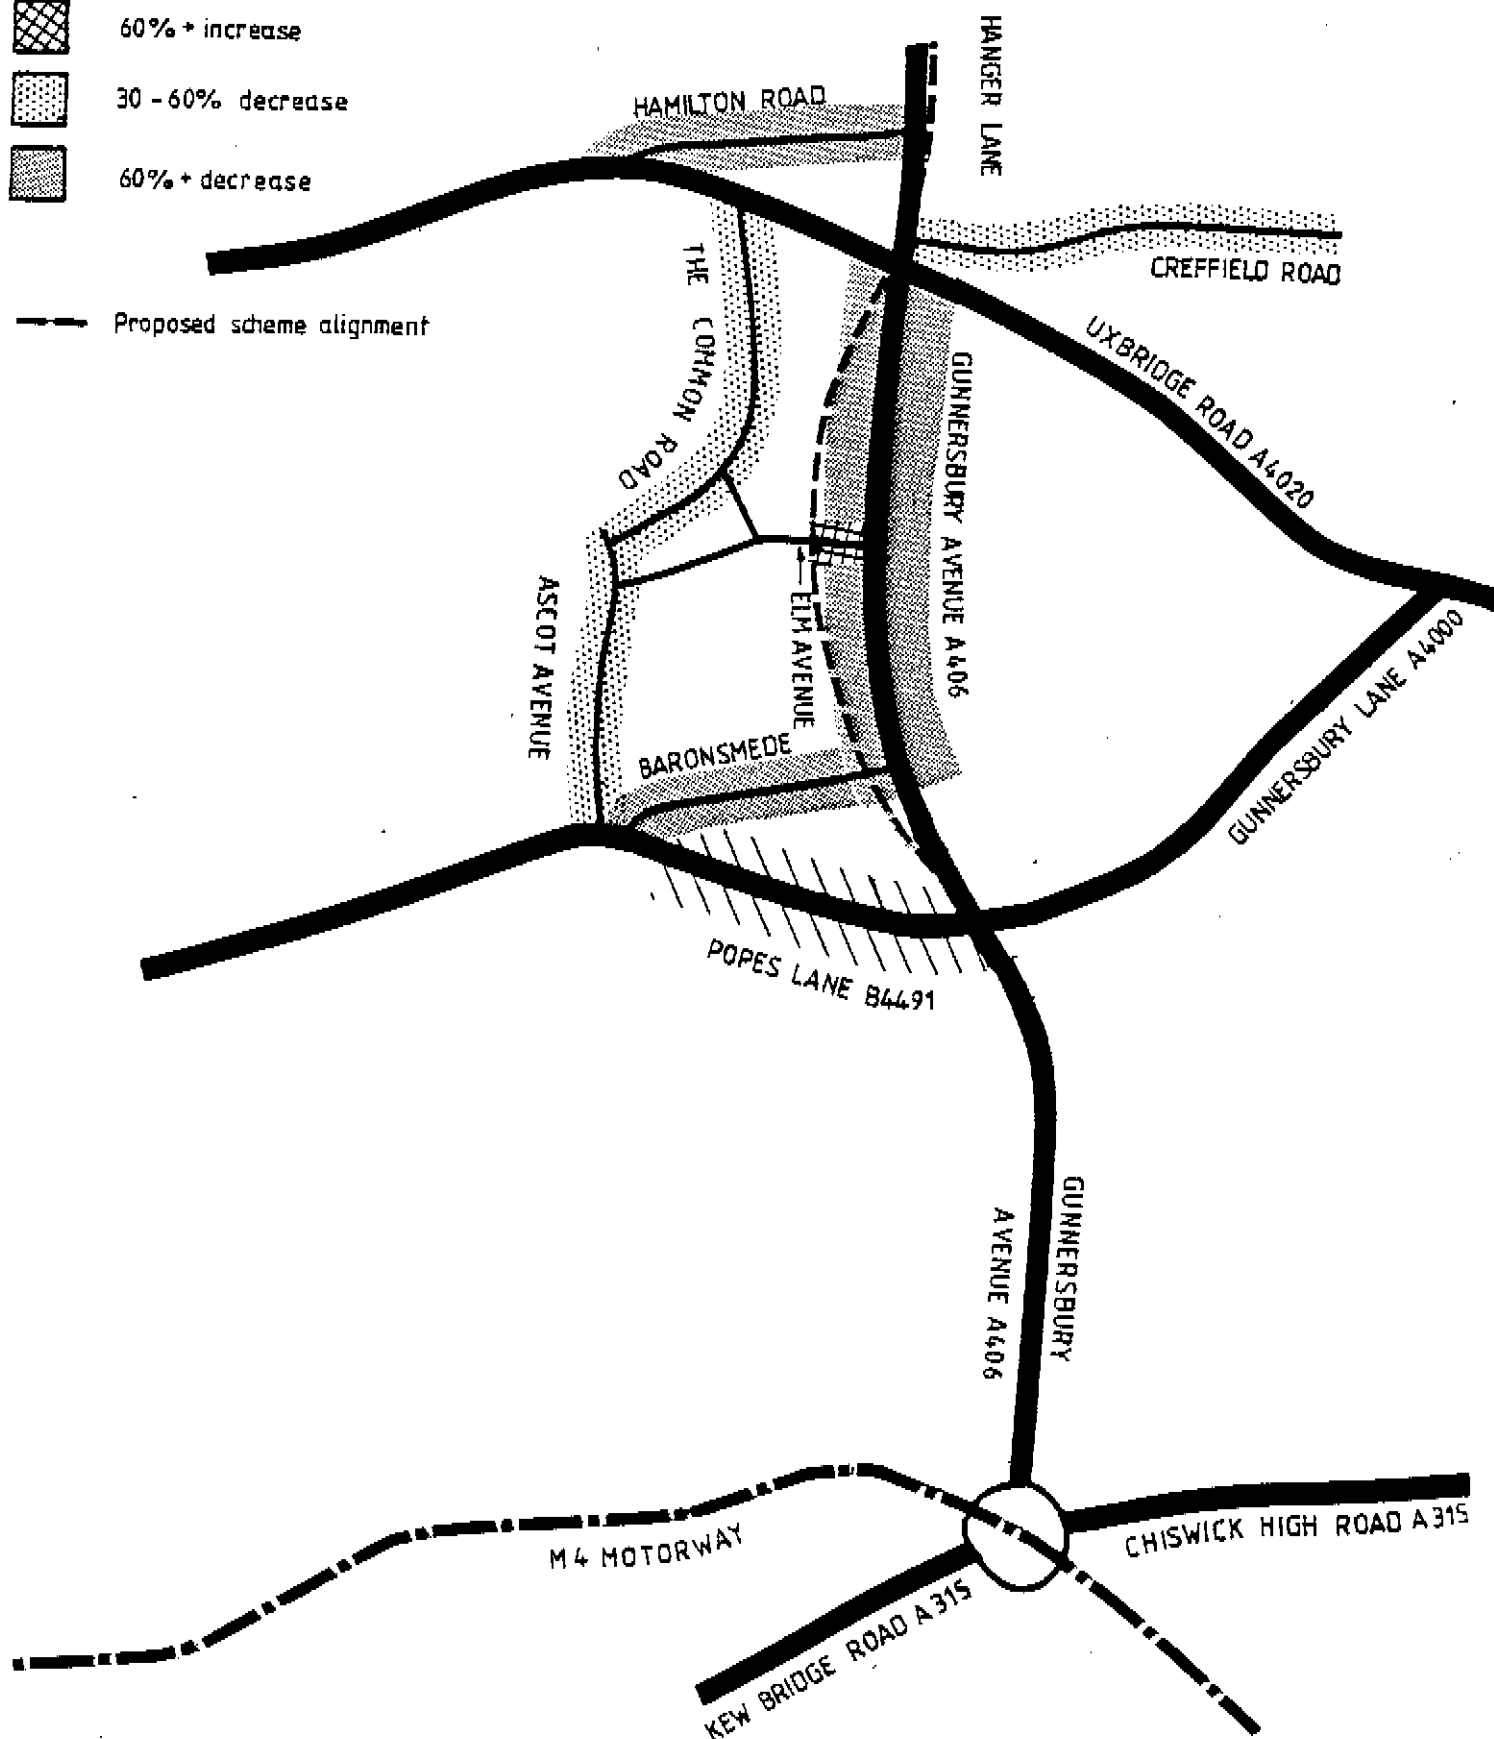 60% + increase
30 - 60% decrease
60% + decrease
Proposed scheme alignment
HANGER LANE
HAMILTON ROAD
CREFFIELD ROAD
THE COMMON ROAD
UXBRIDGE ROAD A4020
GUNNERSBURY AVENUE A406
ASCOT AVENUE
ELM AVENUE
BARONSMEDE
GUNNERSBURY LANE A4000
POPES LANE B4491
GUNNERSBURY
AVENUE A406
M4 MOTORWAY
CHISWICK HIGH ROAD A315
KEW BRIDGE ROAD A315